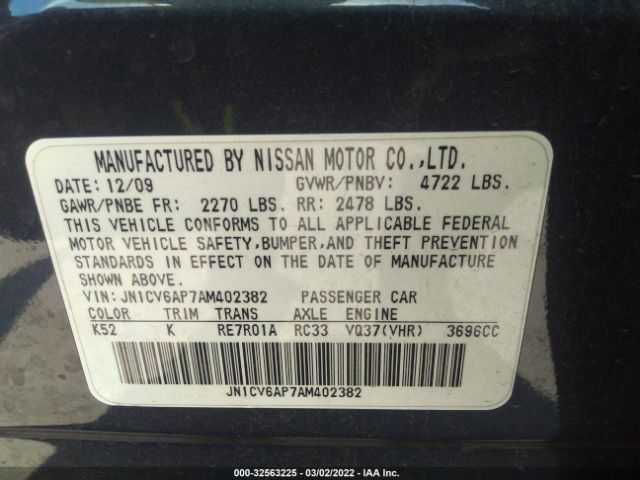 MANUFACTURED BY NISSAN MOTOR CO.,LTD.
DATE: 12/09 GVWR/PNBV: 4722 LBS.
GAWR/PNBE FR: 2270 LBS. RR: 2478 LBS.
THIS VEHICLE CONFORMS TO ALL APPLICABLE FEDERAL
MOTOR VEHICLE SAFETY,BUMPER,AND THEFT PREVENTION
STANDARDS IN EFFECT ON THE DATE OF MANUFACTURE
SHOWN ABOVE.
VIN: JN1CV6AP7AM402382 PASSENGER CAR
COLOR TRIM TRANS AXLE ENGINE
K52 K RE7R01A RC33 VQ37(VHR) 3696CC
JN1CV6AP7AM402382
000-32563225 - 03/02/2022 - IAA Inc.